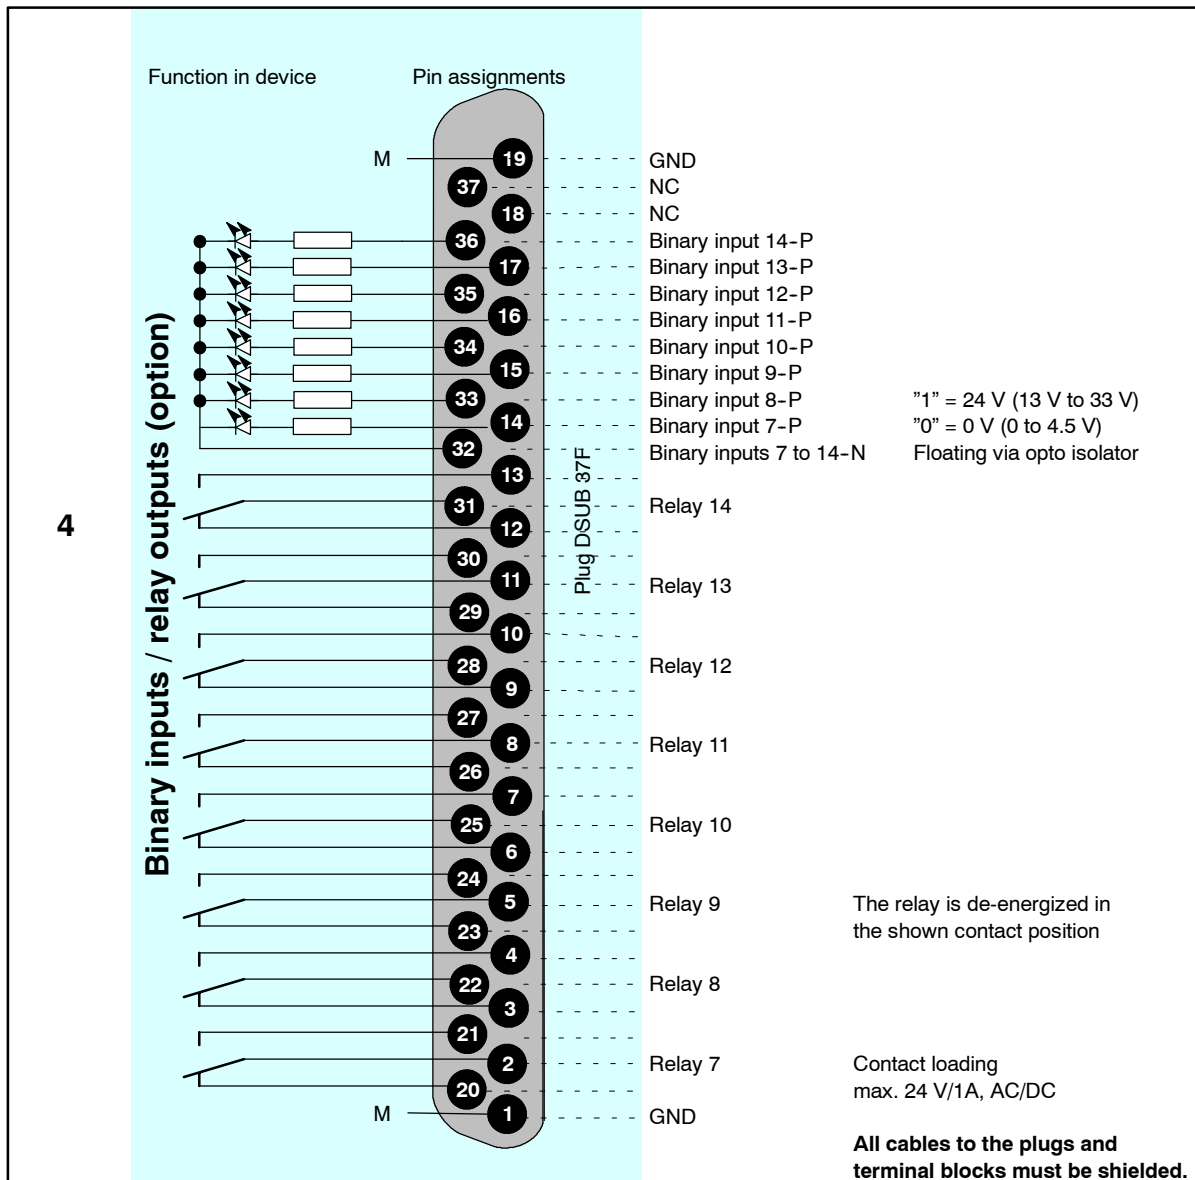 Function in device Pin assignments
M 19 GND
37 NC
18 NC
36 Binary input 14-P
17 Binary input 13-P
35 Binary input 12-P
16 Binary input 11-P
34 Binary input 10-P
15 Binary input 9-P
33 Binary input 8-P ”1” = 24 V (13 V to 33 V)
14 Binary input 7-P ”0” = 0 V (0 to 4.5 V)
32 Binary inputs 7 to 14-N Floating via opto isolator
13
31 Relay 14
12
30
11 Relay 13
29
10
28 Relay 12
9
27
8 Relay 11
26
7
25 Relay 10
6
24
5 Relay 9 The relay is de-energized in
23 the shown contact position
4
22 Relay 8
3
21
2 Relay 7 Contact loading
20 max. 24 V/1A, AC/DC
M 1 GND
All cables to the plugs and
terminal blocks must be shielded.
4
Binary inputs / relay outputs (option)
Plug DSUB 37F